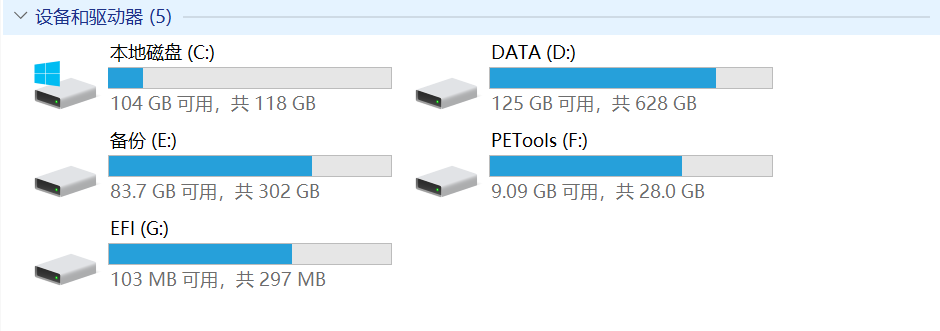 设备和驱动器 (5)
本地磁盘 (C:)
104 GB 可用，共 118 GB
DATA (D:)
125 GB 可用，共 628 GB
备份 (E:)
83.7 GB 可用，共 302 GB
PETools (F:)
9.09 GB 可用，共 28.0 GB
EFI (G:)
103 MB 可用，共 297 MB